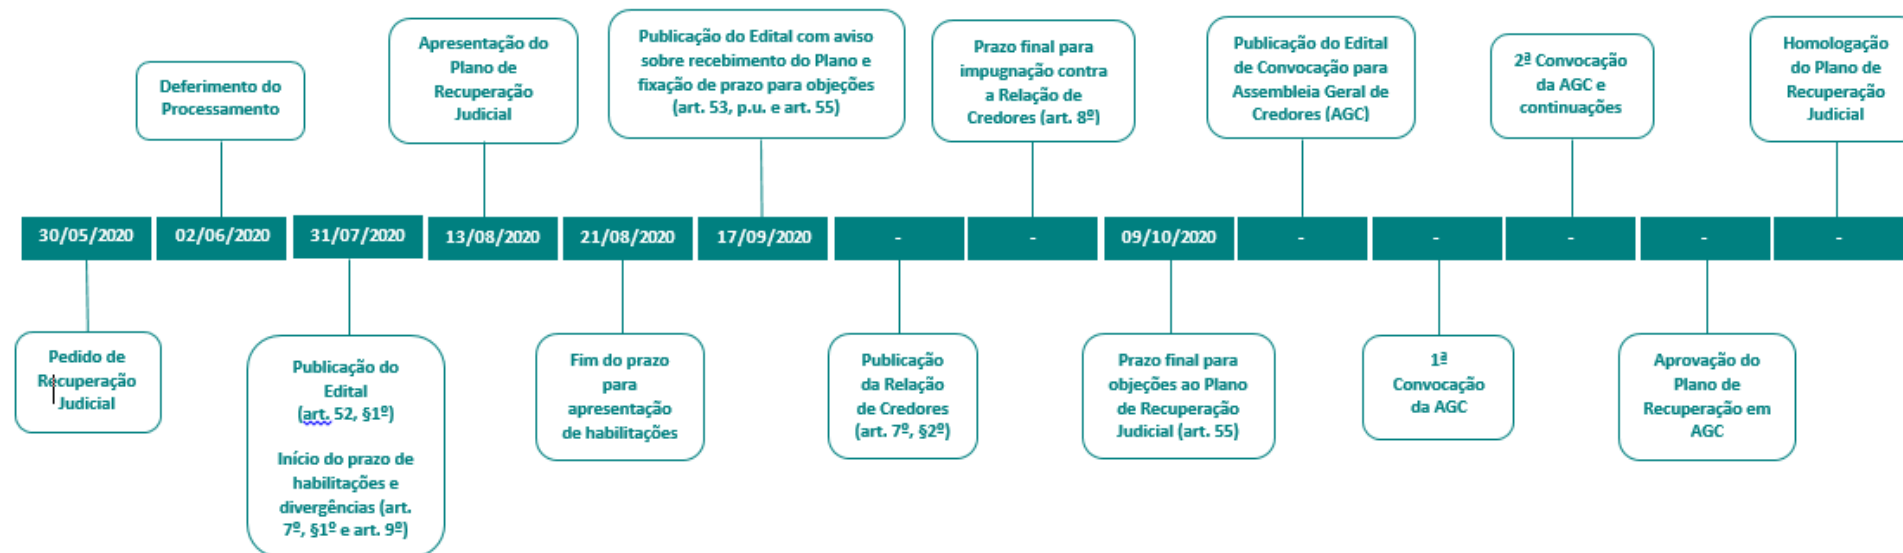 Deferimento do
Processamento
Apresentação do
Plano de
Recuperação
Judicial
Publicação do Edital com aviso
sobre recebimento do Plano e
fixação de prazo para objeções
(art. 53, p.u. e art. 55)
Prazo final para
impugnação contra
a Relação de
Credores (art. 8º)
Publicação do Edital
de Convocação para
Assembleia Geral de
Credores (AGC)
2ª Convocação
da AGC e
continuações
Homologação
do Plano de
Recuperação
Judicial
30/05/2020 02/06/2020 31/07/2020 13/08/2020 21/08/2020 17/09/2020 - - 09/10/2020 - - - - -
Pedido de
Recuperação
Judicial
Publicação do
Edital
(art. 52, §1º)
Início do prazo de
habilitações e
divergências (art.
7º, §1º e art. 9º)
Fim do prazo
para
apresentação
de habilitações
Publicação
da Relação
de Credores
(art. 7º, §2º)
Prazo final para
objeções ao Plano
de Recuperação
Judicial (art. 55)
1ª
Convocação
da AGC
Aprovação do
Plano de
Recuperação em
AGC